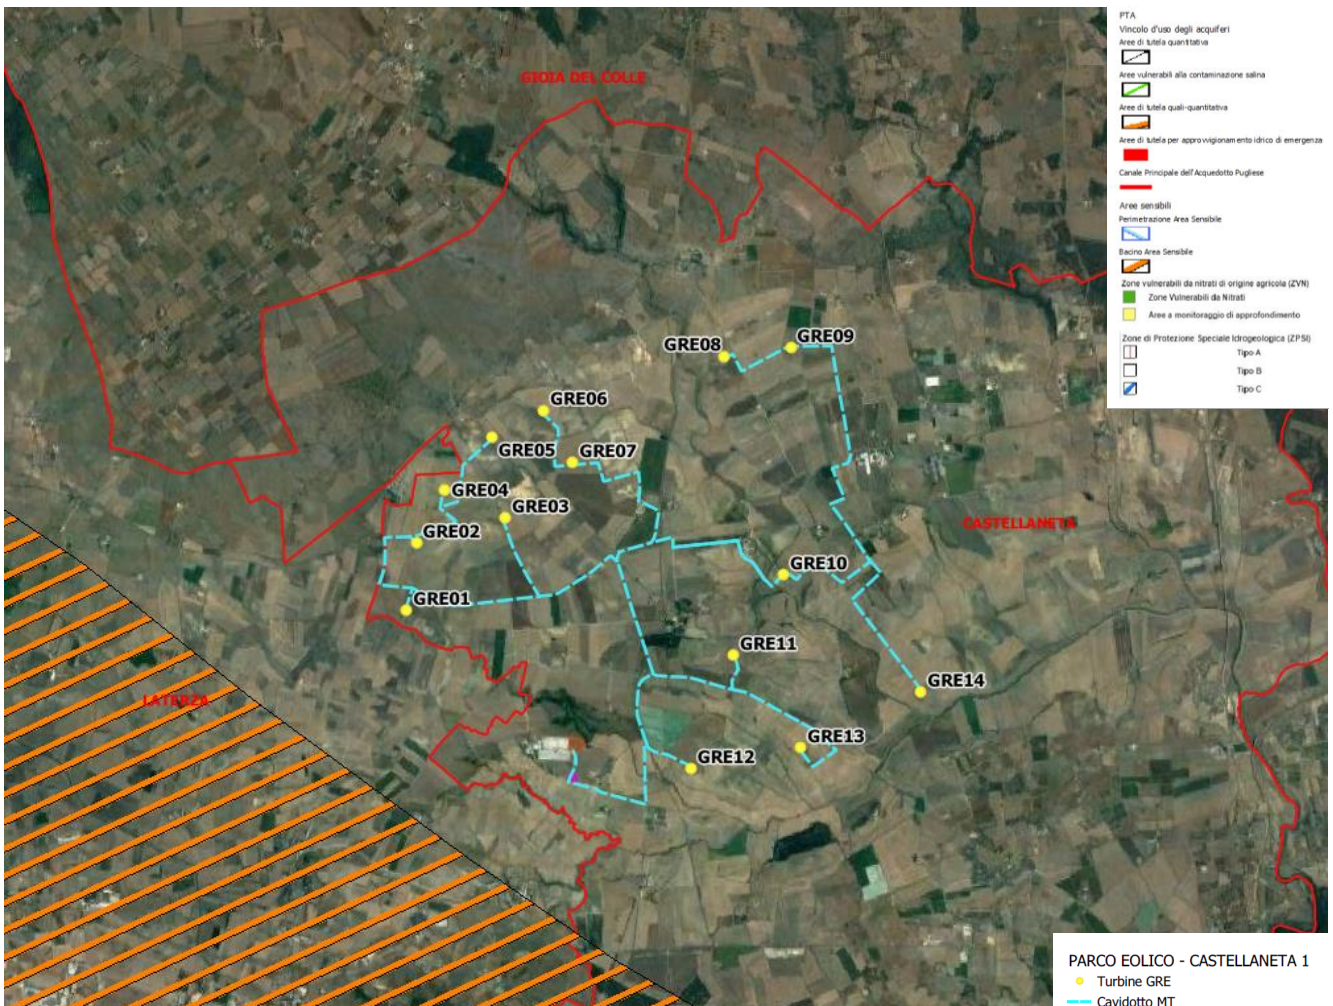 PTA
Vincolo d'uso degli acquiferi
Aree di tutela quantitativa
Aree vulnerabili alla contaminazione salina
Aree di tutela quali-quantitativa
Aree di tutela per approvvigionamento idrico di emergenza
Canale Principale dell'Acquedotto Pugliese
Aree sensibili
Perimetrazione Area Sensibile
Bacino Area Sensibile
Zone vulnerabili da nitrati di origine agricola (ZVN)
Zone Vulnerabili da Nitrati
Aree a monitoraggio di approfondimento
Zone di Protezione Speciale Idrogeologica (ZPSI)
Tipo A
Tipo B
Tipo C
GIOIA DEL COLLE
GRE08
GRE09
GRE06
GRE05
GRE07
GRE04
GRE03
CASTELLANETA
GRE02
GRE10
GRE01
GRE11
GRE14
LATERZA
GRE13
GRE12
PARCO EOLICO - CASTELLANETA 1
Turbine GRE
Cavidotto MT